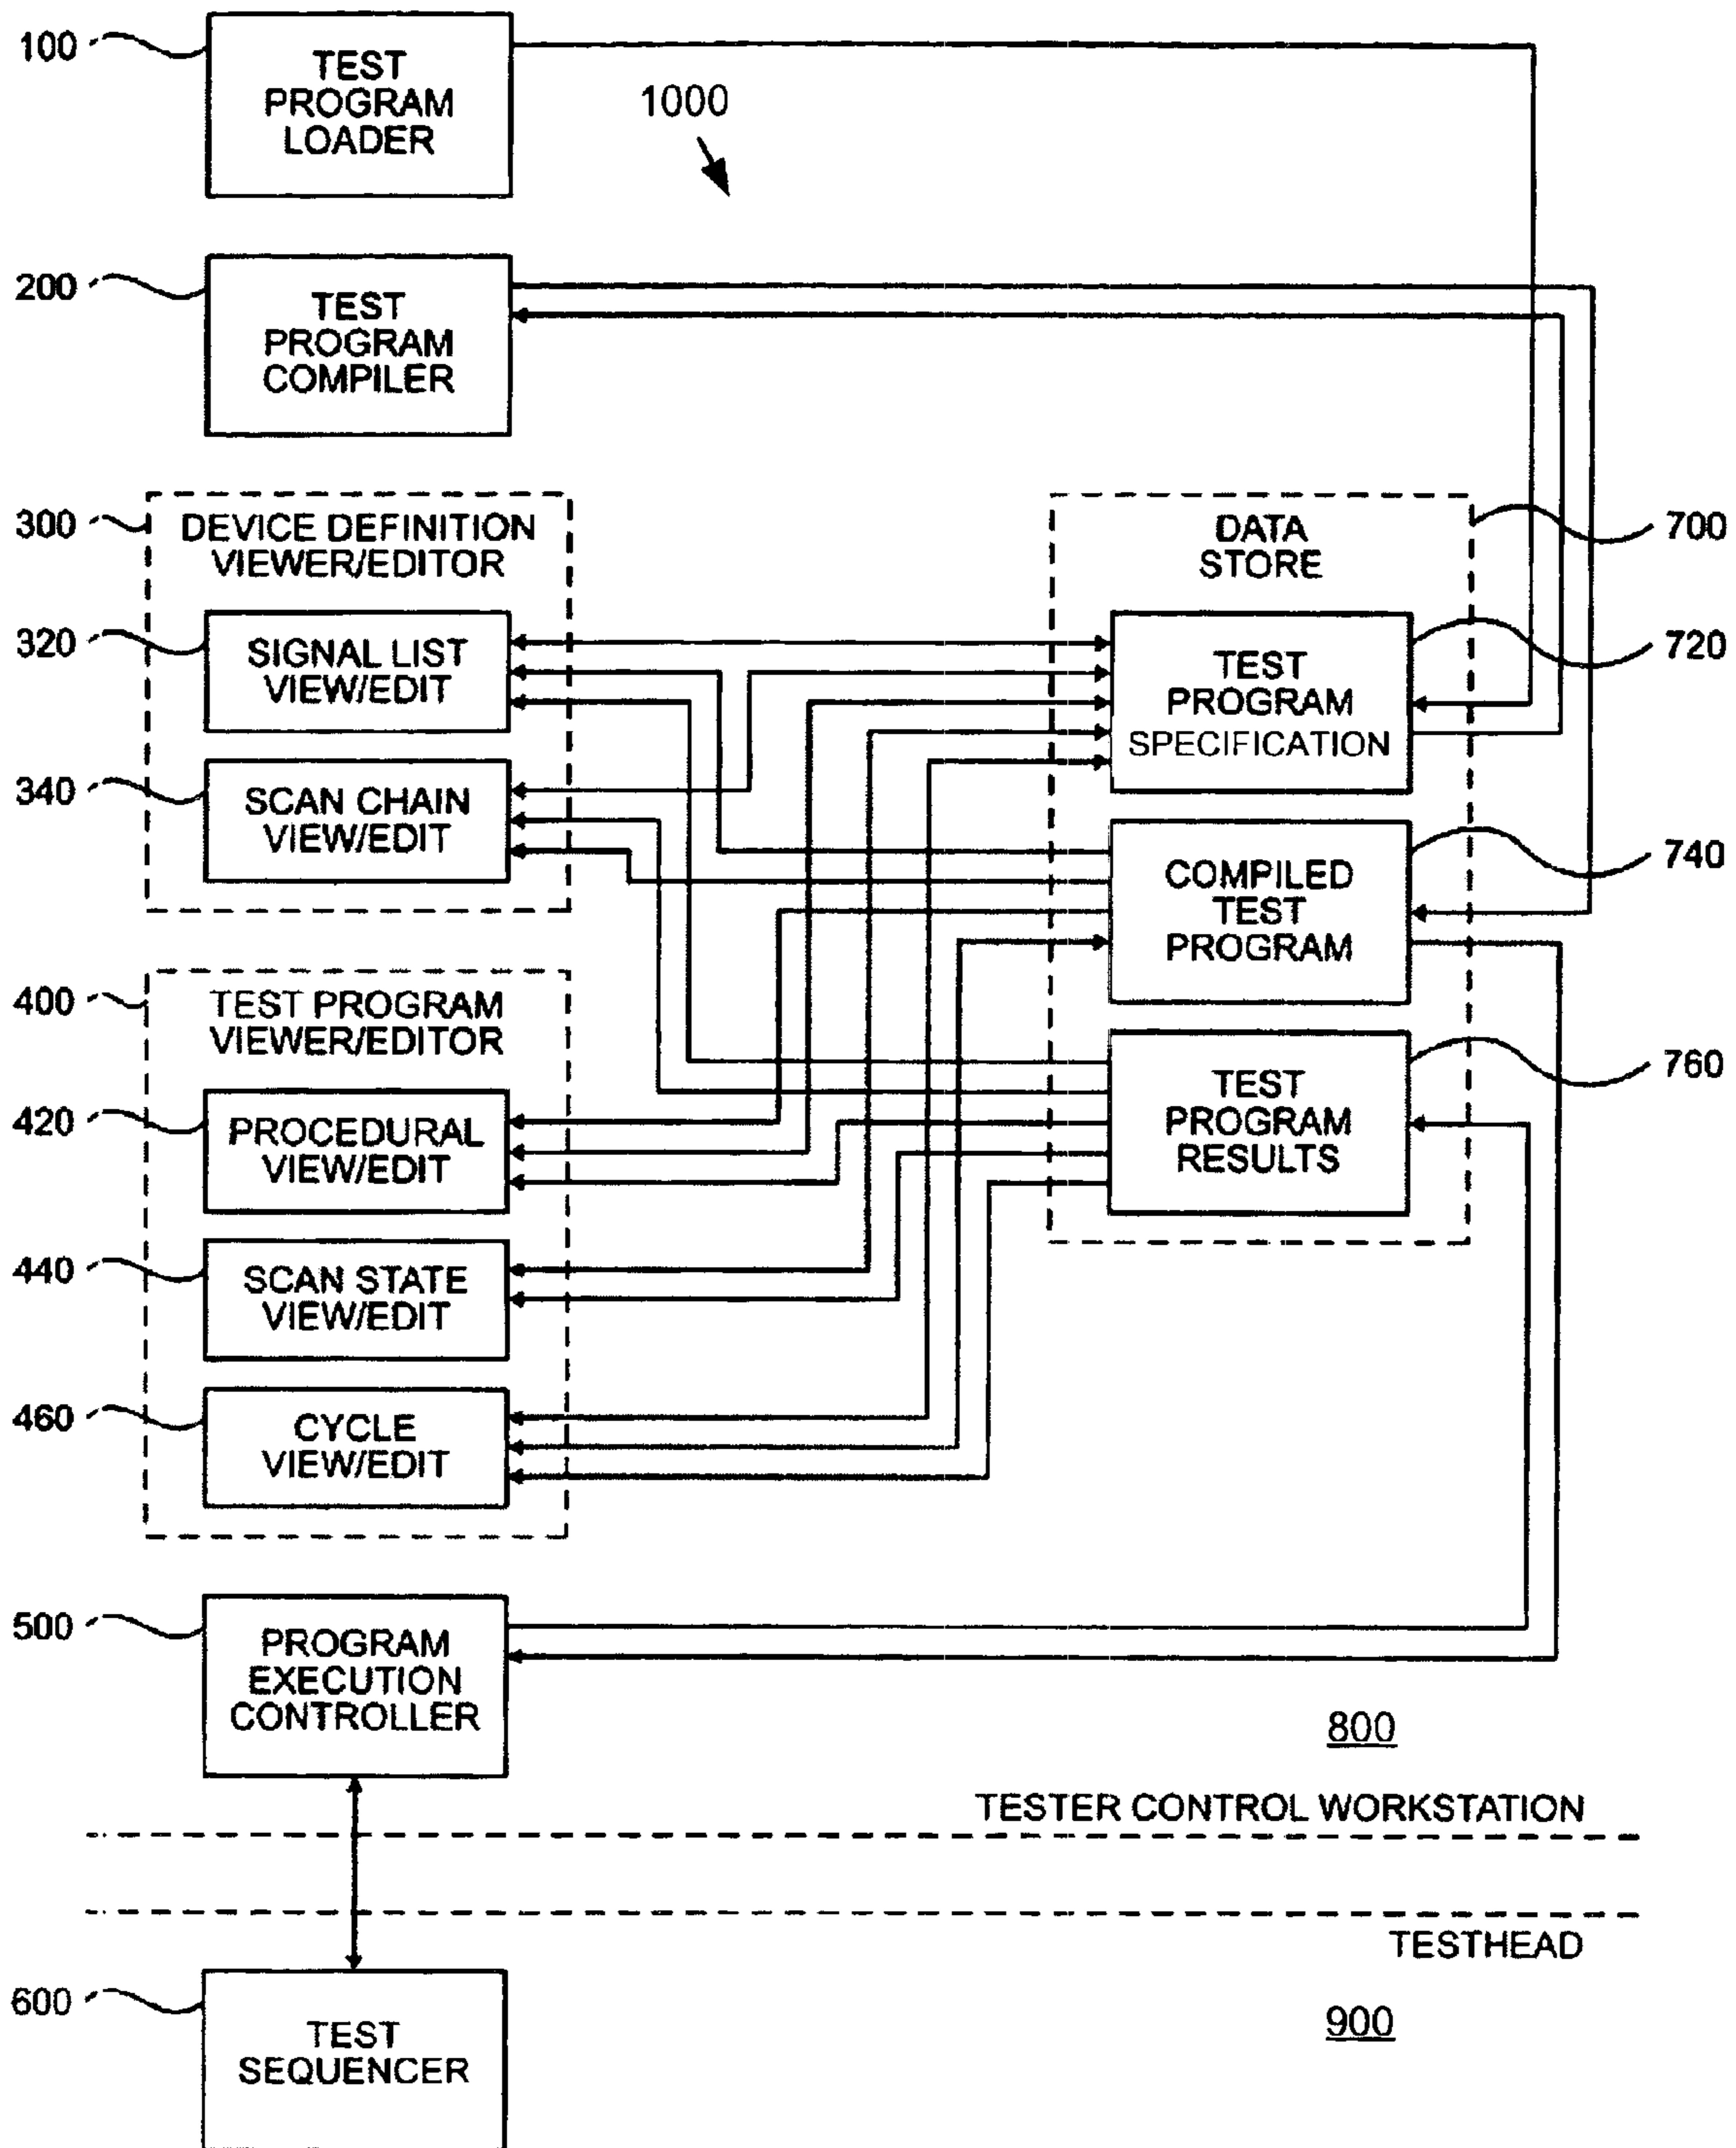 100
TEST
PROGRAM
LOADER
1000
200
TEST
PROGRAM
COMPILER
300
DEVICE DEFINITION
VIEWER/EDITOR
320
SIGNAL LIST
VIEW/EDIT
340
SCAN CHAIN
VIEW/EDIT
400
TEST PROGRAM
VIEWER/EDITOR
420
PROCEDURAL
VIEW/EDIT
440
SCAN STATE
VIEW/EDIT
460
CYCLE
VIEW/EDIT
DATA
STORE
700
TEST
PROGRAM
SPECIFICATION
720
COMPILED
TEST
PROGRAM
740
TEST
PROGRAM
RESULTS
760
500
PROGRAM
EXECUTION
CONTROLLER
800
TESTER CONTROL WORKSTATION
TESTHEAD
900
600
TEST
SEQUENCER